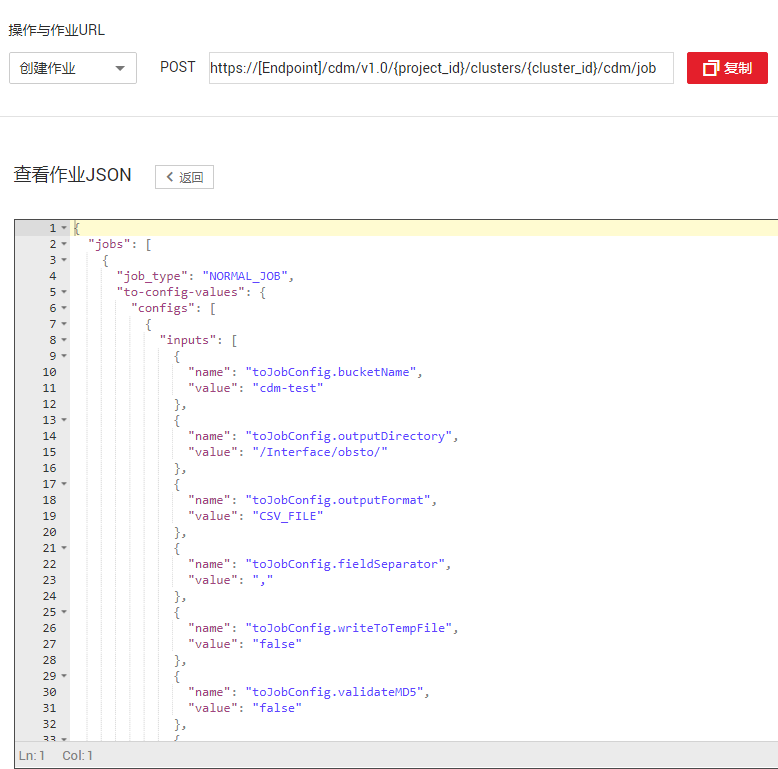 操作与作业URL
创建作业 POST https://[Endpoint]/cdm/v1.0/{project_id}/clusters/{cluster_id}/cdm/job 复制
查看作业JSON 返回
1 {
2 "jobs": [
3 {
4 "job_type": "NORMAL_JOB",
5 "to-config-values": {
6 "configs": [
7 {
8 "inputs": [
9 {
10 "name": "toJobConfig.bucketName",
11 "value": "cdm-test"
12 },
13 {
14 "name": "toJobConfig.outputDirectory",
15 "value": "/Interface/obsto/"
16 },
17 {
18 "name": "toJobConfig.outputFormat",
19 "value": "CSV_FILE"
20 },
21 {
22 "name": "toJobConfig.fieldSeparator",
23 "value": ","
24 },
25 {
26 "name": "toJobConfig.writeToTempFile",
27 "value": "false"
28 },
29 {
30 "name": "toJobConfig.validateMD5",
31 "value": "false"
32 },
33 {
Ln: 1 Col: 1